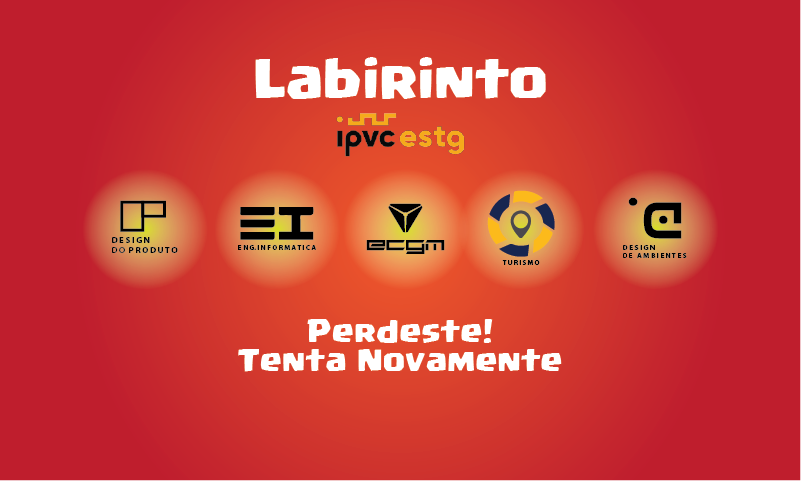 Labirinto
ipvc estg
DESIGN
DO PRODUTO
EI
ENG.INFORMATICA
ecgm
TURISMO
DESIGN
DE AMBIENTES
Perdeste!
Tenta Novamente